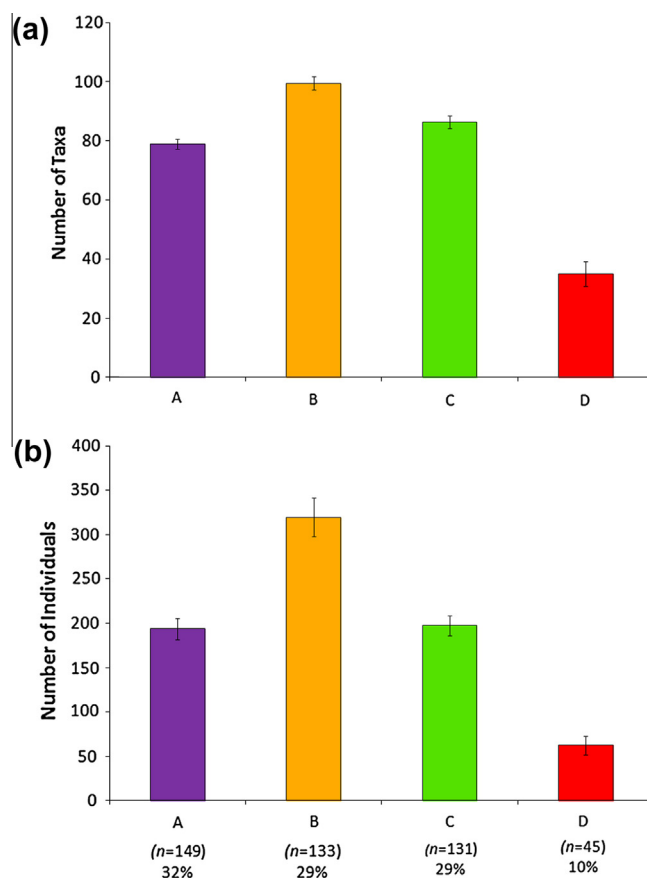 (a)
120
100
80
60
40
20
0
Number of Taxa
A B C D
(b)
400
350
300
250
200
150
100
50
0
Number of Individuals
A B C D
(n=149) (n=133) (n=131) (n=45)
32% 29% 29% 10%